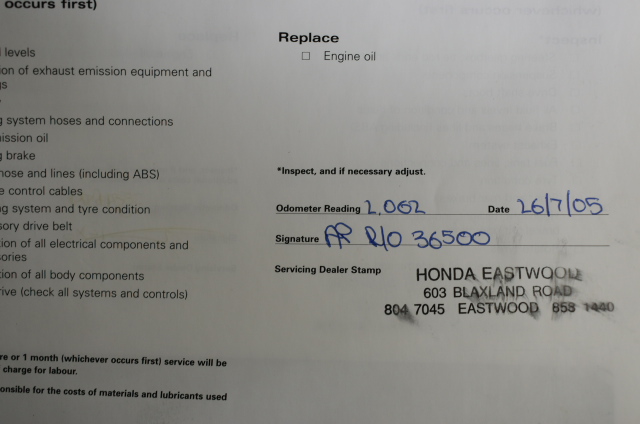 occurs first)
levels
ion of exhaust emission equipment and
gs
g system hoses and connections
ission oil
g brake
hose and lines (including ABS)
e control cables
ng system and tyre condition
sory drive belt
tion of all electrical components and
sories
tion of all body components
rive (check all systems and controls)
re or 1 month (whichever occurs first) service will be
charge for labour.
onsible for the costs of materials and lubricants used
Replace
☐ Engine oil
*Inspect, and if necessary adjust.
Odometer Reading 2,062 Date 26/7/05
Signature R/O 36500
Servicing Dealer Stamp
HONDA EASTWOOD
603 BLAXLAND ROAD
804 7045 EASTWOOD 858 1440